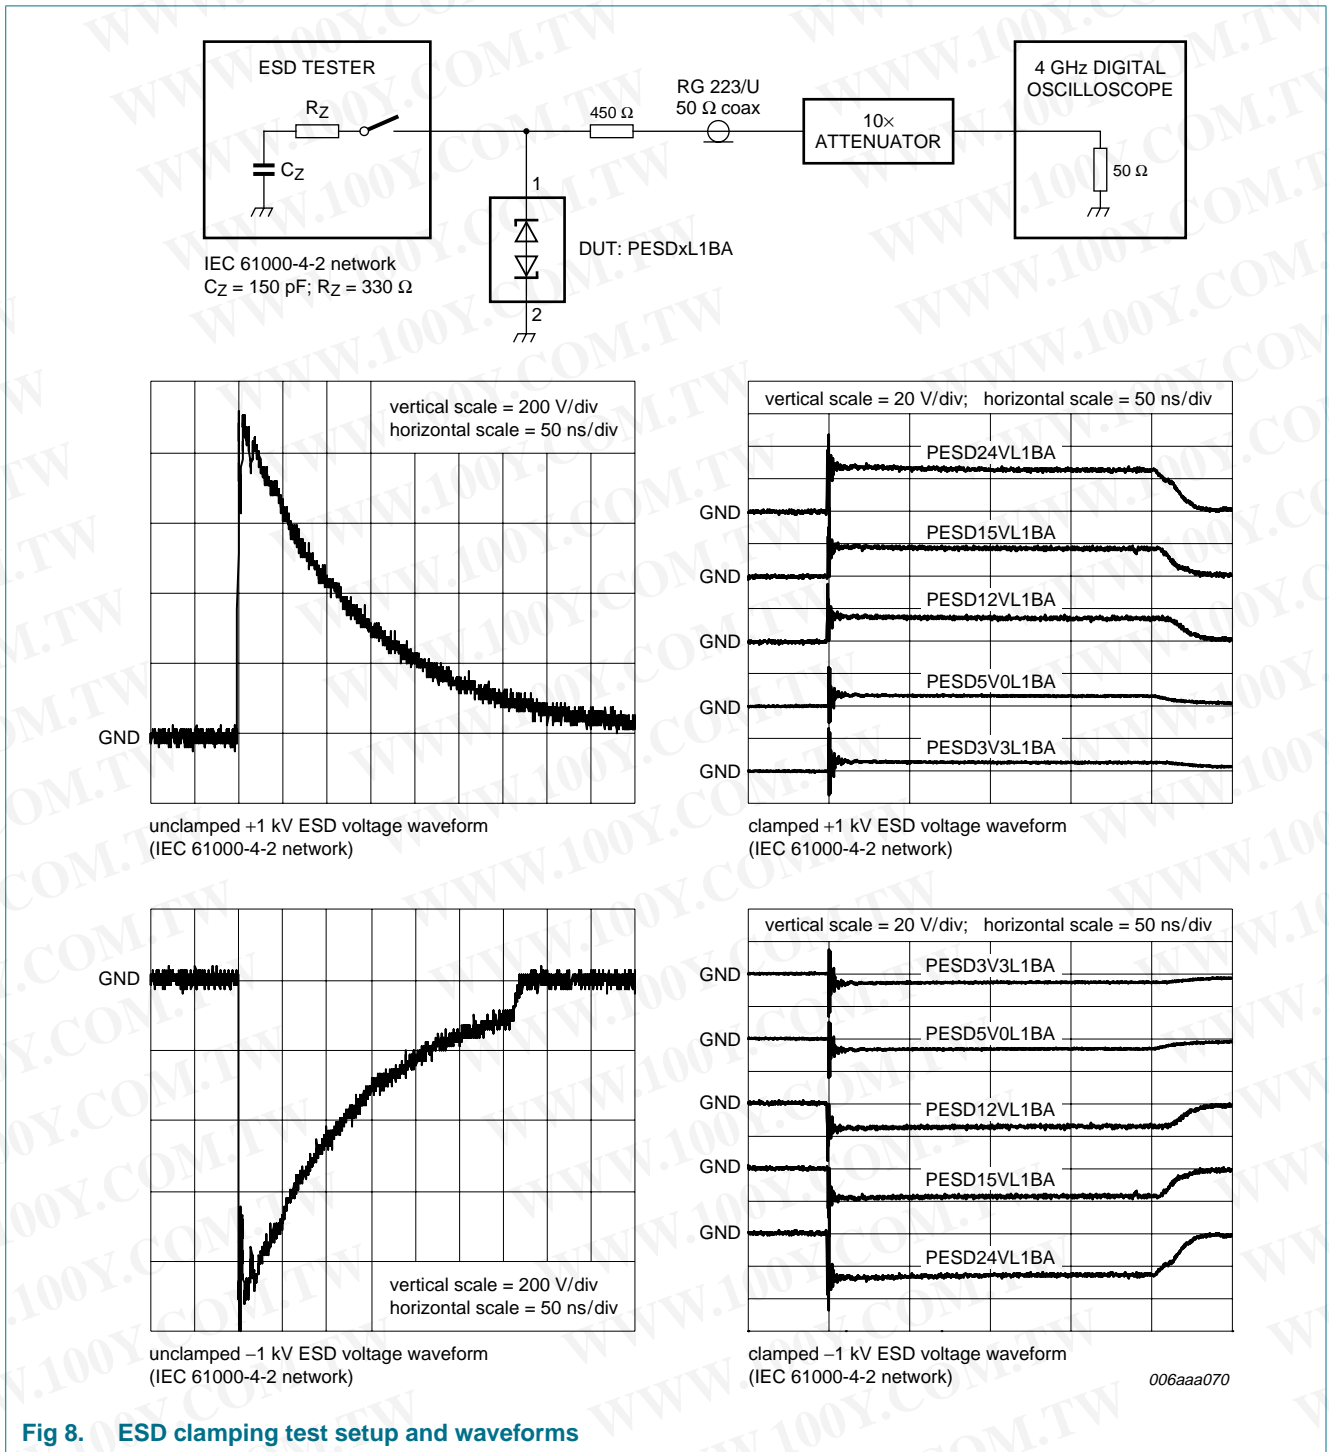 ESD TESTER
RZ
CZ
IEC 61000-4-2 network
CZ = 150 pF; RZ = 330 Ω
450 Ω
RG 223/U
50 Ω coax
10×
ATTENUATOR
4 GHz DIGITAL
OSCILLOSCOPE
50 Ω
1
DUT: PESDxL1BA
2
vertical scale = 200 V/div
horizontal scale = 50 ns/div
GND
unclamped +1 kV ESD voltage waveform
(IEC 61000-4-2 network)
vertical scale = 20 V/div; horizontal scale = 50 ns/div
PESD24VL1BA
GND
PESD15VL1BA
GND
PESD12VL1BA
GND
PESD5V0L1BA
GND
PESD3V3L1BA
GND
clamped +1 kV ESD voltage waveform
(IEC 61000-4-2 network)
GND
vertical scale = 200 V/div
horizontal scale = 50 ns/div
unclamped −1 kV ESD voltage waveform
(IEC 61000-4-2 network)
vertical scale = 20 V/div; horizontal scale = 50 ns/div
GND
PESD3V3L1BA
GND
PESD5V0L1BA
GND
PESD12VL1BA
GND
PESD15VL1BA
GND
PESD24VL1BA
clamped −1 kV ESD voltage waveform
(IEC 61000-4-2 network)
006aaa070
Fig 8. ESD clamping test setup and waveforms
WWW.100Y.COM.TW